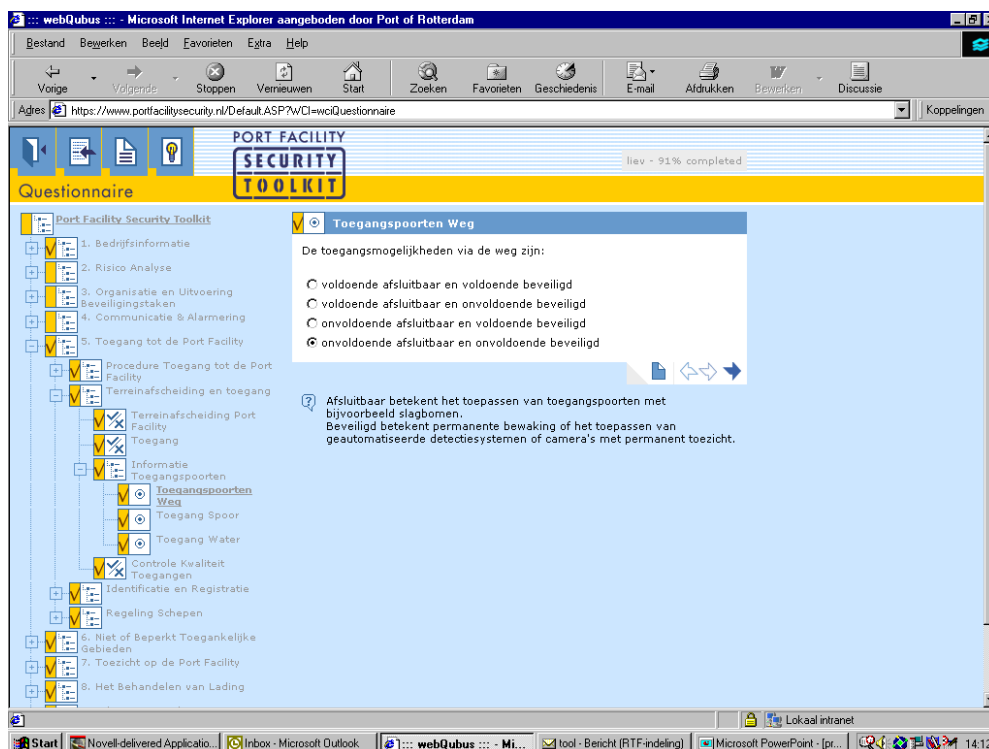 ::: webQubus ::: - Microsoft Internet Explorer aangeboden door Port of Rotterdam
Bestand Bewerken Beeld Favorieten Extra Help
Vorige Volgende Stoppen Vernieuwen Start Zoeken Favorieten Geschiedenis E-mail Afdrukken Bewerken Discussie
Adres https://www.portfacilitysecurity.nl/Default.ASP?WCI=wciQuestionnaire Koppelingen
PORT FACILITY
SECURITY
TOOLKIT
liev - 91% completed
Questionnaire
Port Facility Security Toolkit
1. Bedrijfsinformatie
2. Risico Analyse
3. Organisatie en Uitvoering
Beveiligingstaken
4. Communicatie & Alarmering
5. Toegang tot de Port Facility
Procedure Toegang tot de Port
Facility
Terreinafscheiding en toegang
Terreinafscheiding Port
Facility
Toegang
Informatie
Toegangspoorten
Toegangspoorten
Weg
Toegang Spoor
Toegang Water
Controle Kwaliteit
Toegangen
Identificatie en Registratie
Regeling Schepen
6. Niet of Beperkt Toegankelijke
Gebieden
7. Toezicht op de Port Facility
8. Het Behandelen van Lading
Toegangspoorten Weg
De toegangsmogelijkheden via de weg zijn:
voldoende afsluitbaar en voldoende beveiligd
voldoende afsluitbaar en onvoldoende beveiligd
onvoldoende afsluitbaar en voldoende beveiligd
onvoldoende afsluitbaar en onvoldoende beveiligd
Afsluitbaar betekent het toepassen van toegangspoorten met
bijvoorbeeld slagbomen.
Beveiligd betekent permanente bewaking of het toepassen van
geautomatiseerde detectiesystemen of camera's met permanent toezicht.
Lokaal intranet
Start Novell-delivered Applicatio... Inbox - Microsoft Outlook ::: webQubus ::: - Mi... tool - Bericht (RTF-indeling) Microsoft PowerPoint - [pr...